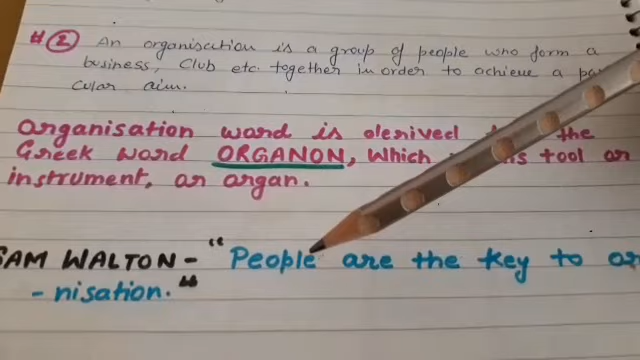 # ② An organisation is a group of people who form a
business, Club etc. together in order to achieve a
cular aim.
Organisation word is derived the
Greek word ORGANON, Which tool or
instrument, or organ.
SAM WALTON - "People are the key to or
- nisation."